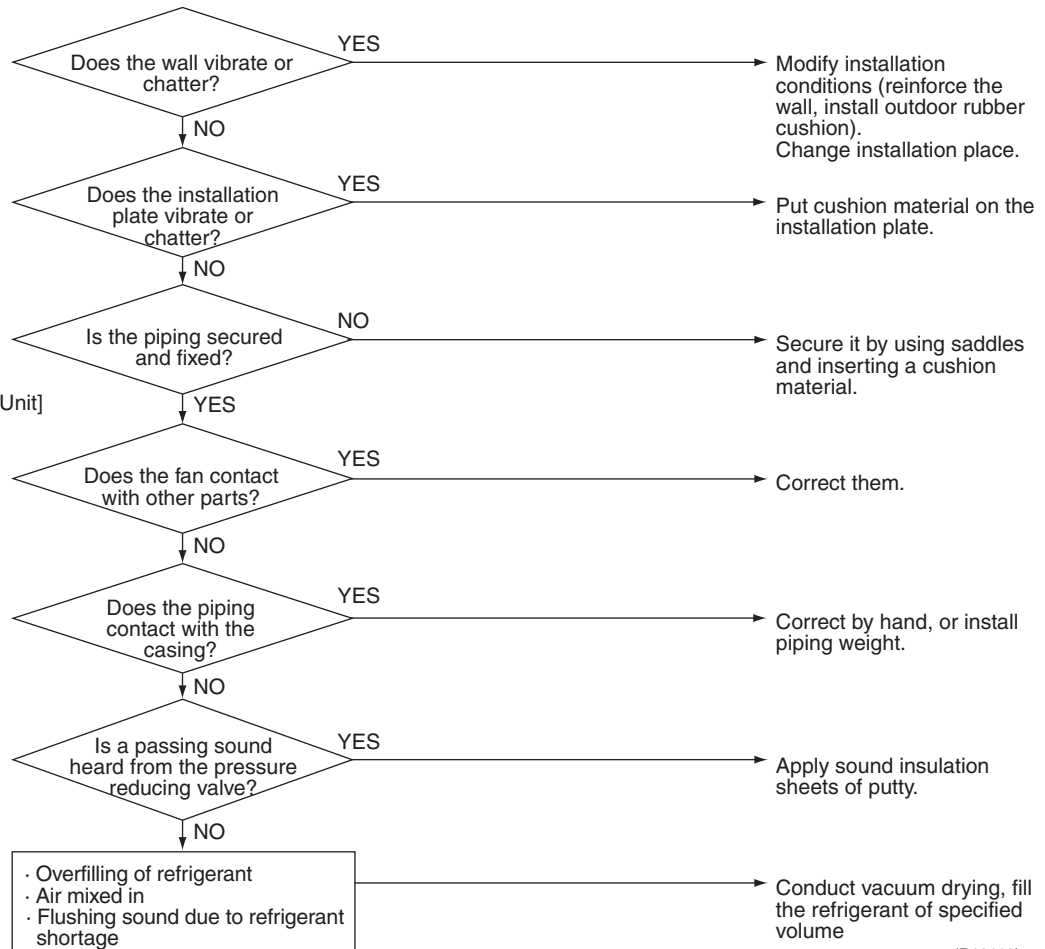 Does the wall vibrate or
chatter?
YES
Modify installation
conditions (reinforce the
wall, install outdoor rubber
cushion).
Change installation place.
NO
Does the installation
plate vibrate or
chatter?
YES
Put cushion material on the
installation plate.
NO
Is the piping secured
and fixed?
NO
Secure it by using saddles
and inserting a cushion
material.
Unit]
YES
Does the fan contact
with other parts?
YES
Correct them.
NO
Does the piping
contact with the
casing?
YES
Correct by hand, or install
piping weight.
NO
Is a passing sound
heard from the pressure
reducing valve?
YES
Apply sound insulation
sheets of putty.
NO
· Overfilling of refrigerant
· Air mixed in
· Flushing sound due to refrigerant
shortage
Conduct vacuum drying, fill
the refrigerant of specified
volume